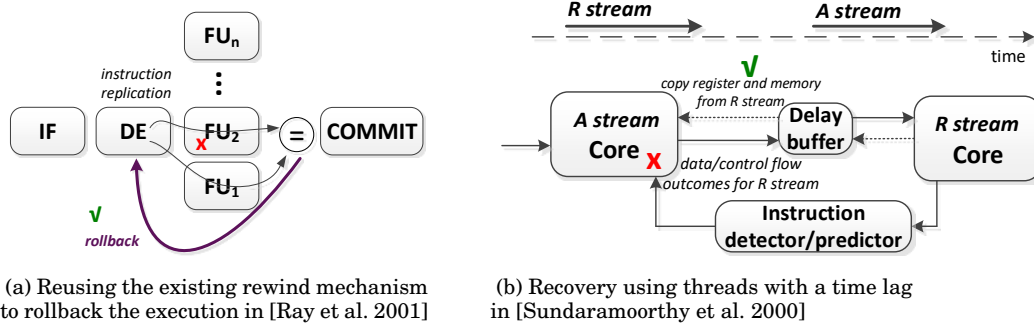 FUn
instruction
replication
IF
DE
FU2
x
FU1
=
COMMIT
√
rollback
(a) Reusing the existing rewind mechanism
to rollback the execution in [Ray et al. 2001]
R stream
A stream
time
√
copy register and memory
from R stream
A stream
Core
x
Delay
buffer
R stream
Core
data/control flow
outcomes for R stream
Instruction
detector/predictor
(b) Recovery using threads with a time lag
in [Sundaramoorthy et al. 2000]